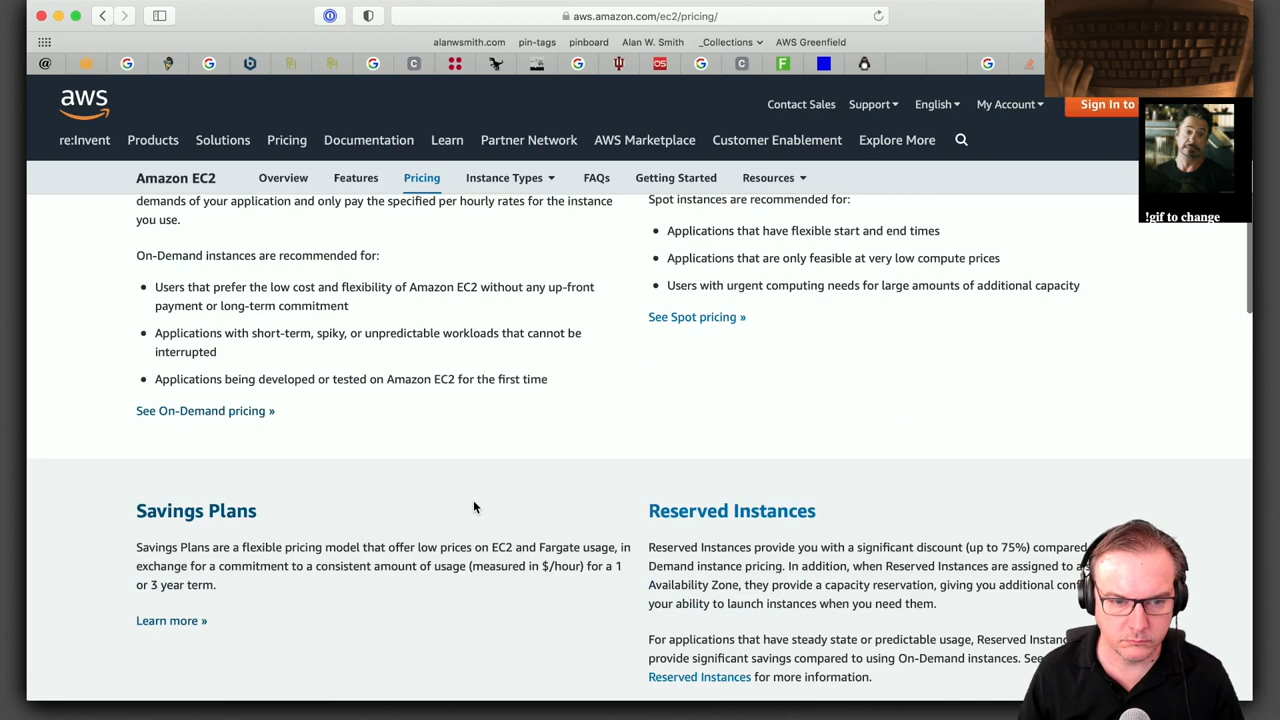 aws.amazon.com/ec2/pricing/
alanwsmith.com pin-tags pinboard Alan W. Smith _Collections AWS Greenfield
aws
Contact Sales Support English My Account Sign In to
re:Invent Products Solutions Pricing Documentation Learn Partner Network AWS Marketplace Customer Enablement Explore More
Amazon EC2 Overview Features Pricing Instance Types FAQs Getting Started Resources
!gif to change
demands of your application and only pay the specified per hourly rates for the instance
you use.
On-Demand instances are recommended for:
• Users that prefer the low cost and flexibility of Amazon EC2 without any up-front
payment or long-term commitment
• Applications with short-term, spiky, or unpredictable workloads that cannot be
interrupted
• Applications being developed or tested on Amazon EC2 for the first time
See On-Demand pricing »
Spot instances are recommended for:
• Applications that have flexible start and end times
• Applications that are only feasible at very low compute prices
• Users with urgent computing needs for large amounts of additional capacity
See Spot pricing »
Savings Plans
Savings Plans are a flexible pricing model that offer low prices on EC2 and Fargate usage, in
exchange for a commitment to a consistent amount of usage (measured in $/hour) for a 1
or 3 year term.
Learn more »
Reserved Instances
Reserved Instances provide you with a significant discount (up to 75%) compared
Demand instance pricing. In addition, when Reserved Instances are assigned to a
Availability Zone, they provide a capacity reservation, giving you additional
your ability to launch instances when you need them.
For applications that have steady state or predictable usage, Reserved
provide significant savings compared to using On-Demand instances. See
Reserved Instances for more information.